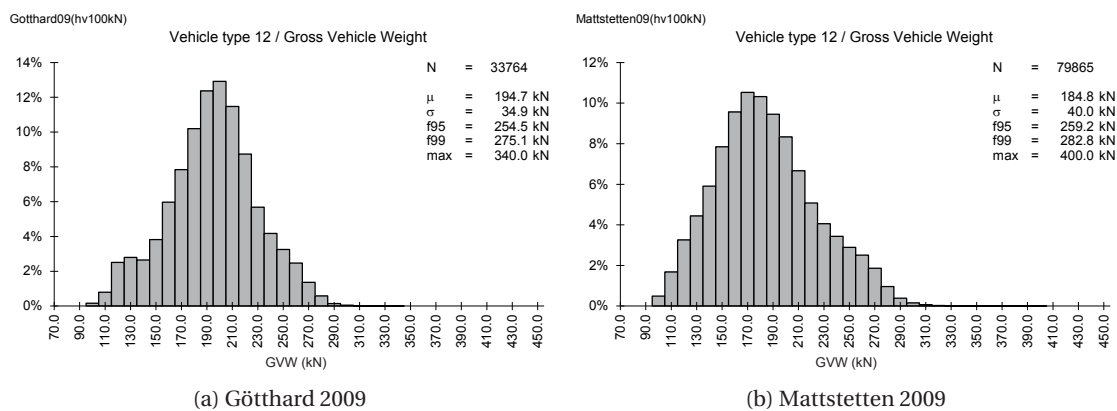 Gotthard09(hv100kN)
Vehicle type 12 / Gross Vehicle Weight
N = 33764
μ = 194.7 kN
σ = 34.9 kN
f95 = 254.5 kN
f99 = 275.1 kN
max = 340.0 kN
14%
12%
10%
8%
6%
4%
2%
0%
70.0 90.0 110.0 130.0 150.0 170.0 190.0 210.0 230.0 250.0 270.0 290.0 310.0 330.0 350.0 370.0 390.0 410.0 430.0 450.0
GVW (kN)
(a) Götthard 2009
Mattstetten09(hv100kN)
Vehicle type 12 / Gross Vehicle Weight
N = 79865
μ = 184.8 kN
σ = 40.0 kN
f95 = 259.2 kN
f99 = 282.8 kN
max = 400.0 kN
12%
10%
8%
6%
4%
2%
0%
70.0 90.0 110.0 130.0 150.0 170.0 190.0 210.0 230.0 250.0 270.0 290.0 310.0 330.0 350.0 370.0 390.0 410.0 430.0 450.0
GVW (kN)
(b) Mattstetten 2009